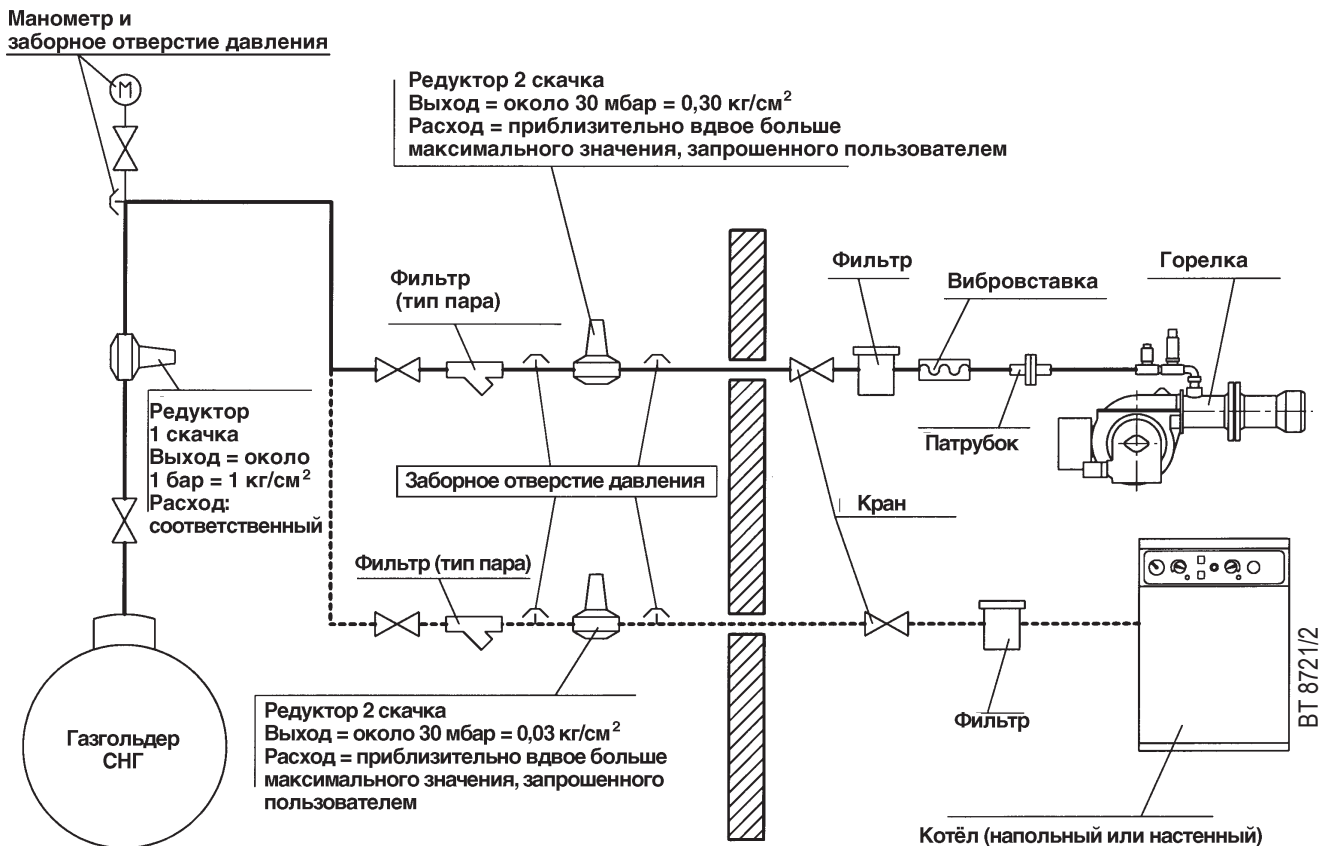 Манометр и
заборное отверстие давления
М
Редуктор 2 скачка
Выход = около 30 мбар = 0,30 кг/см²
Расход = приблизительно вдвое больше
максимального значения, запрошенного пользователем
Фильтр
(тип пара)
Фильтр
Вибровставка
Горелка
Редуктор
1 скачка
Выход = около
1 бар = 1 кг/см²
Расход:
соответственный
Патрубок
Заборное отверстие давления
Кран
Фильтр (тип пара)
Газгольдер
СНГ
Редуктор 2 скачка
Выход = около 30 мбар = 0,03 кг/см²
Расход = приблизительно вдвое больше
максимального значения, запрошенного
пользователем
Фильтр
Котёл (напольный или настенный)
BT 8721/2